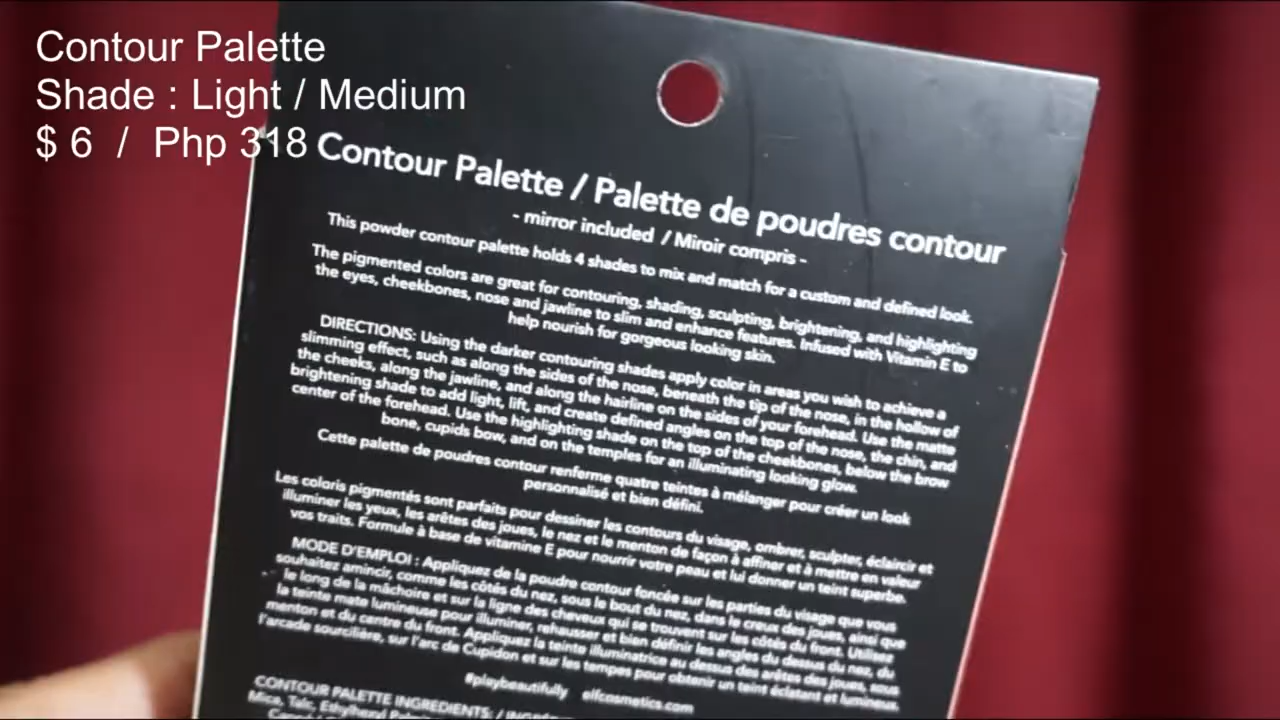 Contour Palette
Shade : Light / Medium
$ 6 / Php 318
Contour Palette / Palette de poudres contour
- mirror included / Miroir compris -
This powder contour palette holds 4 shades to mix and match for a custom and defined look.
The pigmented colors are great for contouring, shading, sculpting, brightening, and highlighting
the eyes, cheekbones, nose and jawline to slim and enhance features. Infused with Vitamin E to
help nourish for gorgeous looking skin.
DIRECTIONS: Using the darker contouring shades apply color in areas you wish to achieve a
slimming effect, such as along the sides of the nose, beneath the tip of the nose, in the hollow of
the cheeks, along the jawline, and along the hairline on the sides of your forehead. Use the matte
brightening shade to add light, lift, and create defined angles on the top of the nose, the chin, and
center of the forehead. Use the highlighting shade on the top of the cheekbones, below the brow
bone, cupids bow, and on the temples for an illuminating looking glow.
Cette palette de poudres contour renferme quatre teintes à mélanger pour créer un look
personnalisé et bien défini.
Les coloris pigmentés sont parfaits pour dessiner les contours du visage, ombrer, sculpter, éclaircir et
illuminer les yeux, les arêtes des joues, le nez et le menton de façon à affiner et à mettre en valeur
vos traits. Formule à base de vitamine E pour nourrir votre peau et lui donner un teint superbe.
MODE D'EMPLOI : Appliquez de la poudre contour foncée sur les parties du visage que vous
souhaitez amincir, comme les côtés du nez, sous le bout du nez, dans le creux des joues, ainsi que
le long de la mâchoire et sur la ligne des cheveux qui se trouvent sur les côtés du front. Utilisez
la teinte mate lumineuse pour illuminer, rehausser et bien définir les angles du dessus du nez, du
menton et du centre du front. Appliquez la teinte illuminatrice au dessus des arêtes des joues, sous
l'arcade sourcilière, sur l'arc de Cupidon et sur les tempes pour obtenir un teint éclatant et lumineux.
#playbeautifully elfcosmetics.com
CONTOUR PALETTE INGREDIENTS: /
Mica, Talc, Ethylhexyl